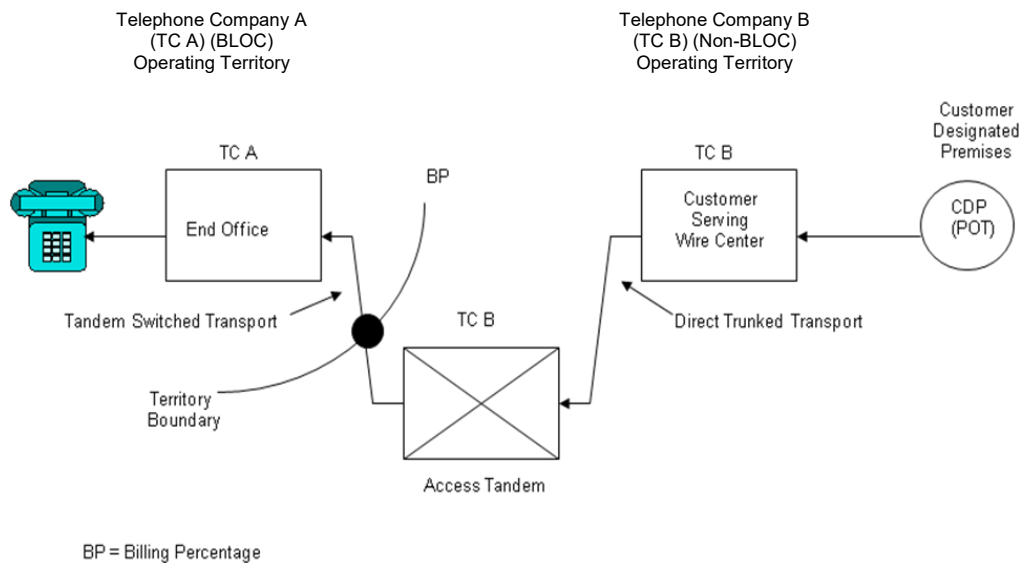 Telephone Company A
(TC A) (BLOC)
Operating Territory
Telephone Company B
(TC B) (Non-BLOC)
Operating Territory
Customer
Designated
Premises
TC A
TC B
BP
End Office
Customer
Serving
Wire Center
CDP
(POT)
Tandem Switched Transport
TC B
Direct Trunked Transport
Territory
Boundary
Access Tandem
BP = Billing Percentage